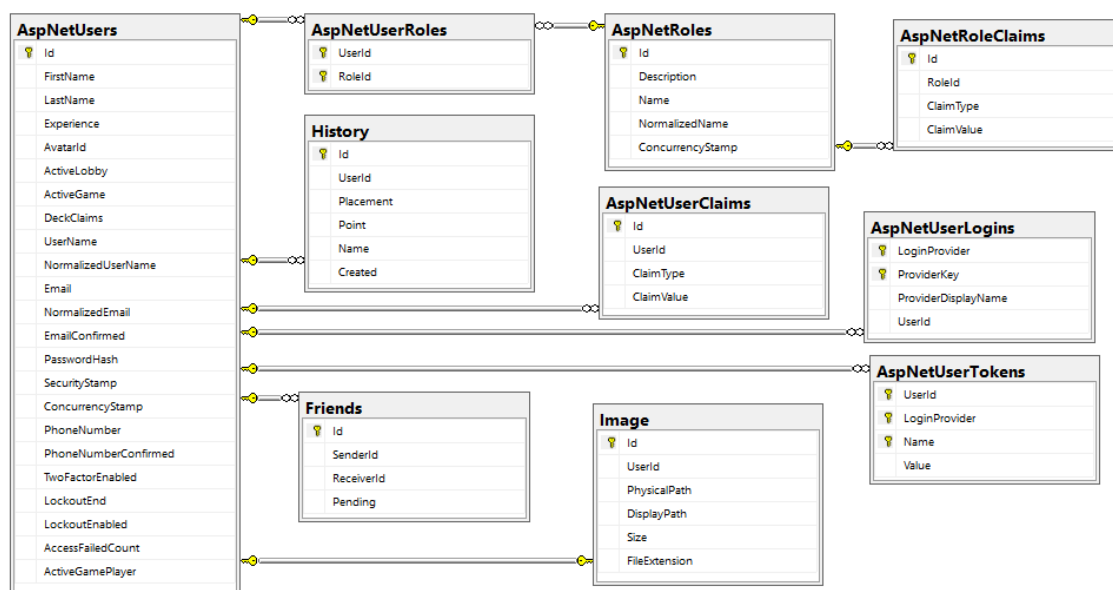 AspNetUsers
Id
FirstName
LastName
Experience
AvatarId
ActiveLobby
ActiveGame
DeckClaims
UserName
NormalizedUserName
Email
NormalizedEmail
EmailConfirmed
PasswordHash
SecurityStamp
ConcurrencyStamp
PhoneNumber
PhoneNumberConfirmed
TwoFactorEnabled
LockoutEnd
LockoutEnabled
AccessFailedCount
ActiveGamePlayer
AspNetUserRoles
UserId
RoleId
AspNetRoles
Id
Description
Name
NormalizedName
ConcurrencyStamp
AspNetRoleClaims
Id
RoleId
ClaimType
ClaimValue
History
Id
UserId
Placement
Point
Name
Created
AspNetUserClaims
Id
UserId
ClaimType
ClaimValue
AspNetUserLogins
LoginProvider
ProviderKey
ProviderDisplayName
UserId
AspNetUserTokens
UserId
LoginProvider
Name
Value
Friends
Id
SenderId
ReceiverId
Pending
Image
Id
UserId
PhysicalPath
DisplayPath
Size
FileExtension